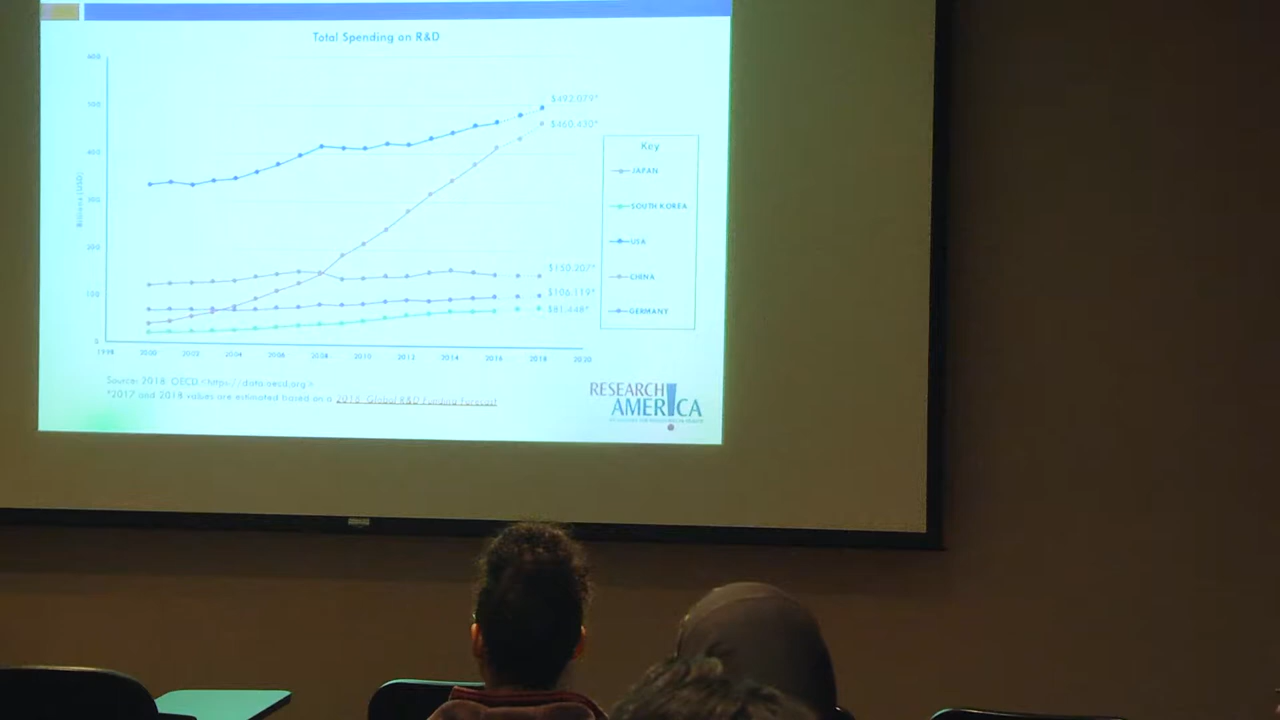 Total Spending on R&D
600
500
400
300
200
100
0
Billions (USD)
1998
2000
2002
2004
2006
2008
2010
2012
2014
2016
2018
2020
$492.079*
$460.430*
$150.207*
$106.119*
$81.448*
Key
JAPAN
SOUTH KOREA
USA
CHINA
GERMANY
Source: 2016 OECD <https://data.oecd.org>
*2017 and 2018 values are estimated based on a Global R&D Funding Forecast
RESEARCH!
AMERICA